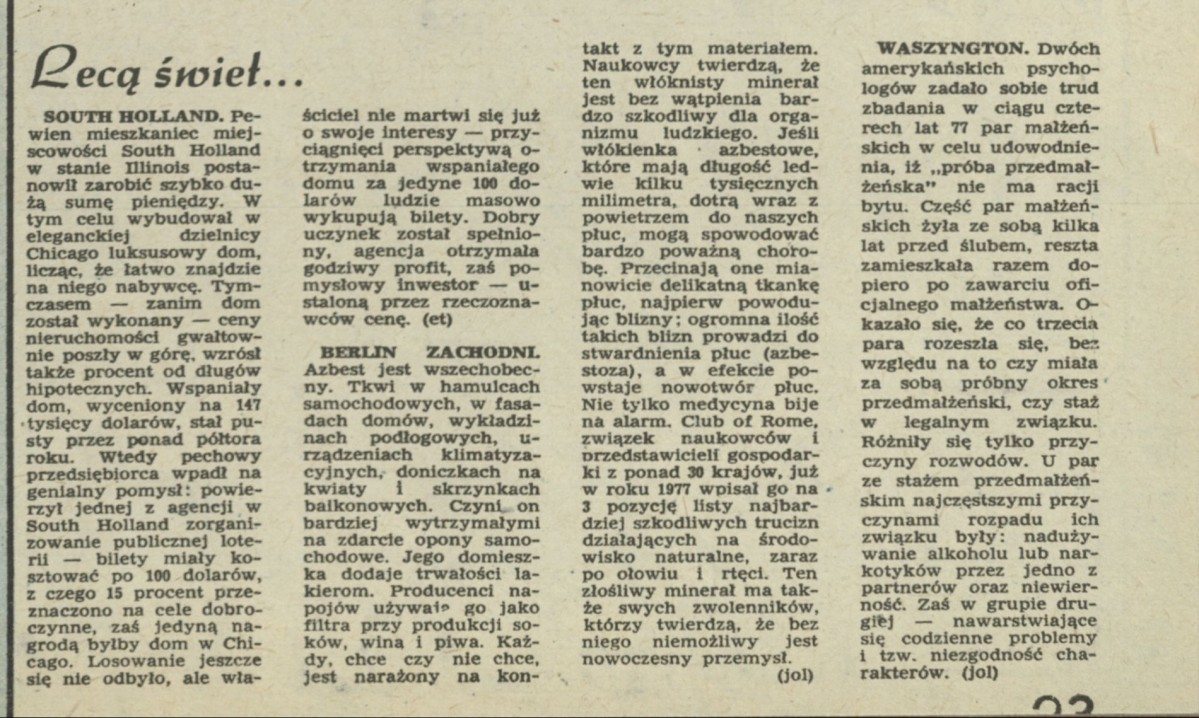 Lecą świeł...
SOUTH HOLLAND. Pe-
wien mieszkaniec miej-
scowości South Holland
w stanie Illinois posta-
nowił zarobić szybko du-
żą sumę pieniędzy. W
tym celu wybudował w
eleganckiej dzielnicy
Chicago luksusowy dom,
licząc, że łatwo znajdzie
na niego nabywcę. Tym-
czasem — zanim dom
został wykonany — ceny
nieruchomości gwałtow-
nie poszły w górę, wzrósł
także procent od długów
hipotecznych. Wspaniały
dom, wyceniony na 147
tysięcy dolarów, stał pu-
sty przez ponad półtora
roku. Wtedy pechowy
przedsiębiorca wpadł na
genialny pomysł: powie-
rzył jednej z agencji w
South Holland zorgani-
zowanie publicznej lote-
rii — bilety miały ko-
sztować po 100 dolarów,
z czego 15 procent prze-
znaczono na cele dobro-
czynne, zaś jedyną na-
grodą byłby dom w Chi-
cago. Losowanie jeszcze
się nie odbyło, ale wła-
ściciel nie martwi się już
o swoje interesy — przy-
ciągnięci perspektywą o-
trzymania wspaniałego
domu za jedyne 100 do-
larów ludzie masowo
wykupują bilety. Dobry
uczynek został spełnio-
ny, agencja otrzymała
godziwy profit, zaś po-
mysłowy inwestor — u-
staloną przez rzeczozna-
wców cenę. (et)
BERLIN ZACHODNI.
Azbest jest wszechobec-
ny. Tkwi w hamulcach
samochodowych, w fasa-
dach domów, wykładzi-
nach podłogowych, u-
rządzeniach klimatyza-
cyjnych, doniczkach na
kwiaty i skrzynkach
balkonowych. Czyni on
bardziej wytrzymałymi
na zdarcie opony samo-
chodowe. Jego domiesz-
ka dodaje trwałości la-
kierom. Producenci na-
pojów używaję go jako
filtra przy produkcji so-
ków, wina i piwa. Każ-
dy, chce czy nie chce,
jest narażony na kon-
takt z tym materiałem.
Naukowcy twierdzą, że
ten włóknisty minerał
jest bez wątpienia bar-
dzo szkodliwy dla orga-
nizmu ludzkiego. Jeśli
włókienka azbestowe,
które mają długość led-
wie kilku tysięcznych
milimetra, dotrą wraz z
powietrzem do naszych
płuc, mogą spowodować
bardzo poważną choro-
bę. Przecinają one mia-
nowicie delikatną tkankę
płuc, najpierw powodu-
jąc blizny; ogromna ilość
takich blizn prowadzi do
stwardnienia płuc (azbe-
stoza), a w efekcie po-
wstaje nowotwór płuc.
Nie tylko medycyna bije
na alarm. Club of Rome,
związek naukowców i
przedstawicieli gospodar-
ki z ponad 30 krajów, już
w roku 1977 wpisał go na
3 pozycję listy najbar-
dziej szkodliwych trucizn
działających na środo-
wisko naturalne, zaraz
po ołowiu i rtęci. Ten
złośliwy minerał ma tak-
że swych zwolenników,
którzy twierdzą, że bez
niego niemożliwy jest
nowoczesny przemysł.
(jol)
WASZYNGTON. Dwóch
amerykańskich psycho-
logów zadało sobie trud
zbadania w ciągu czte-
rech lat 77 par małżeń-
skich w celu udowodnie-
nia, iż „próba przedmał-
żeńska" nie ma racji
bytu. Część par małżeń-
skich żyła ze sobą kilka
lat przed ślubem, reszta
zamieszkała razem do-
piero po zawarciu ofi-
cjalnego małżeństwa. O-
kazało się, że co trzecia
para rozeszła się, bez
względu na to czy miała
za sobą próbny okres
przedmałżeński, czy staż
w legalnym związku.
Różniły się tylko przy-
czyny rozwodów. U par
ze stażem przedmałżeń-
skim najczęstszymi przy-
czynami rozpadu ich
związku były: naduży-
wanie alkoholu lub nar-
kotyków przez jedno z
partnerów oraz niewier-
ność. Zaś w grupie dru-
giej — nawarstwiające
się codzienne problemy
i tzw. niezgodność cha-
rakterów. (jol)